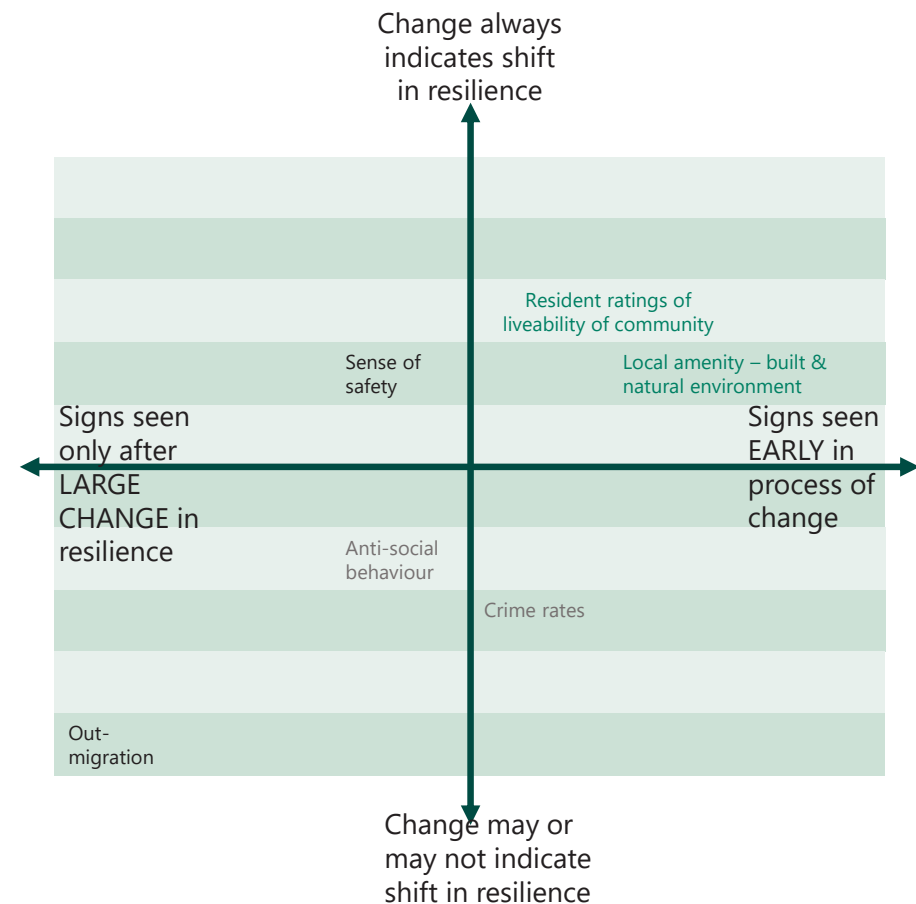 Change always
indicates shift
in resilience
Resident ratings of
liveability of community
Sense of
safety
Local amenity – built &
natural environment
Signs seen
only after
LARGE
CHANGE in
resilience
Signs seen
EARLY in
process of
change
Anti-social
behaviour
Crime rates
Out-
migration
Change may or
may not indicate
shift in resilience